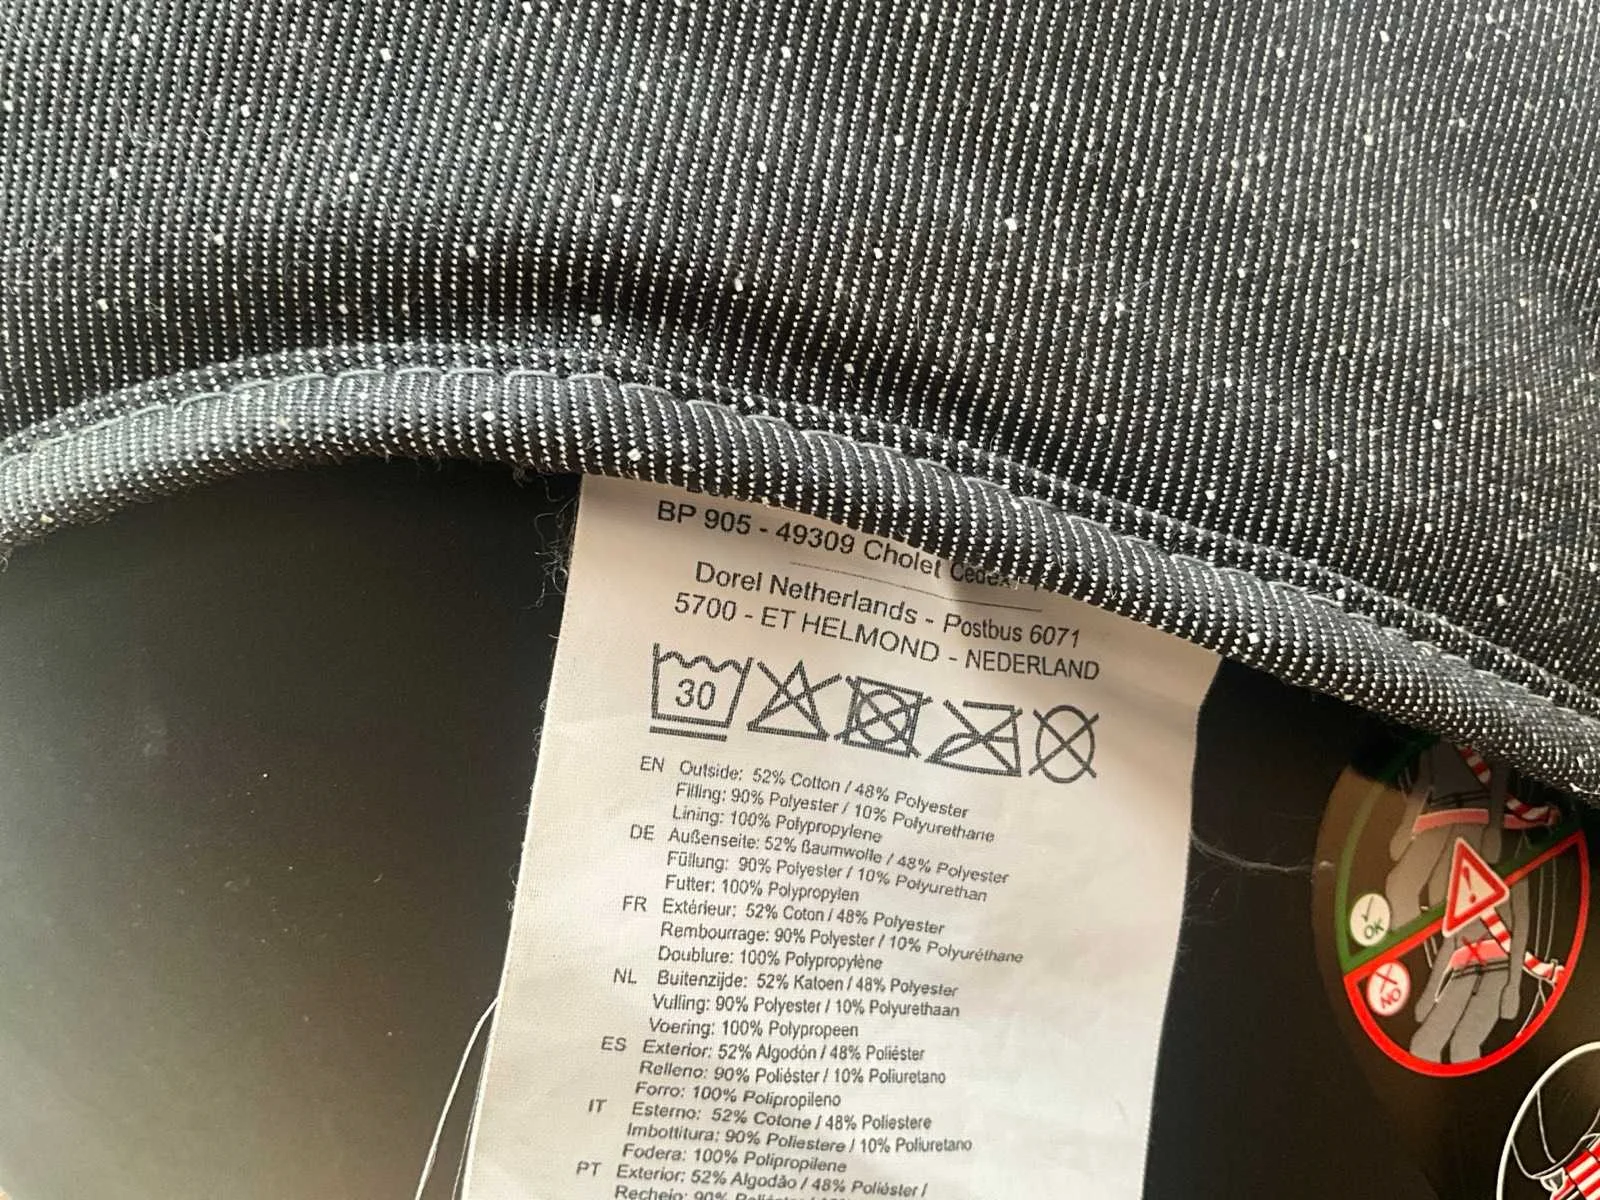 BP 905 - 49309 Cholet Cedex
Dorel Netherlands - Postbus 6071
5700 - ET HELMOND - NEDERLAND
30
EN Outside: 52% Cotton / 48% Polyester
Filling: 90% Polyester / 10% Polyurethane
Lining: 100% Polypropylene
DE Außenseite: 52% Baumwolle / 48% Polyester
Füllung: 90% Polyester / 10% Polyurethan
Futter: 100% Polypropylen
FR Extérieur: 52% Coton / 48% Polyester
Rembourrage: 90% Polyester / 10% Polyuréthane
Doublure: 100% Polypropylène
NL Buitenzijde: 52% Katoen / 48% Polyester
Vulling: 90% Polyester / 10% Polyurethaan
Voering: 100% Polypropeen
ES Exterior: 52% Algodón / 48% Poliéster
Relleno: 90% Poliéster / 10% Poliuretano
Forro: 100% Polipropileno
IT Esterno: 52% Cotone / 48% Poliestere
Imbottitura: 90% Poliestere / 10% Poliuretano
Fodera: 100% Polipropilene
PT Exterior: 52% Algodão / 48% Poliéster /
Recheio: 90%
OK
NO